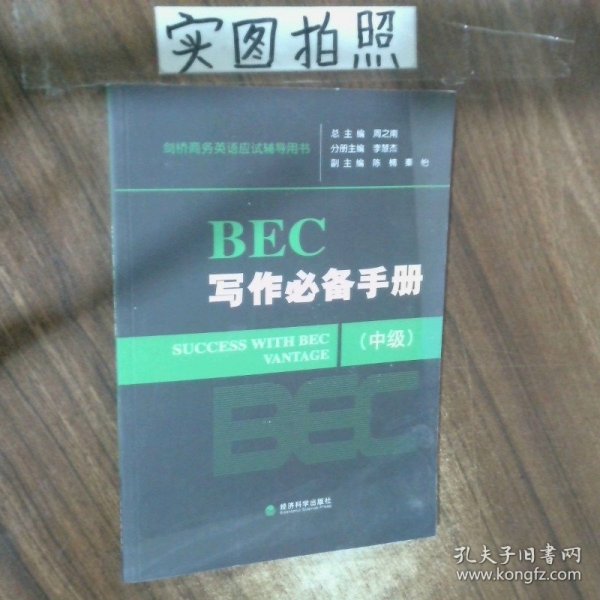 实图拍照
剑桥商务英语应试辅导用书
总主编 周之南
分册主编 李慧杰
副主编 陈 楠 秦 怡
BEC
写作必备手册
SUCCESS WITH BEC
VANTAGE
（中级）
BEC
经济科学出版社
孔夫子旧书网
www.kongfz.com